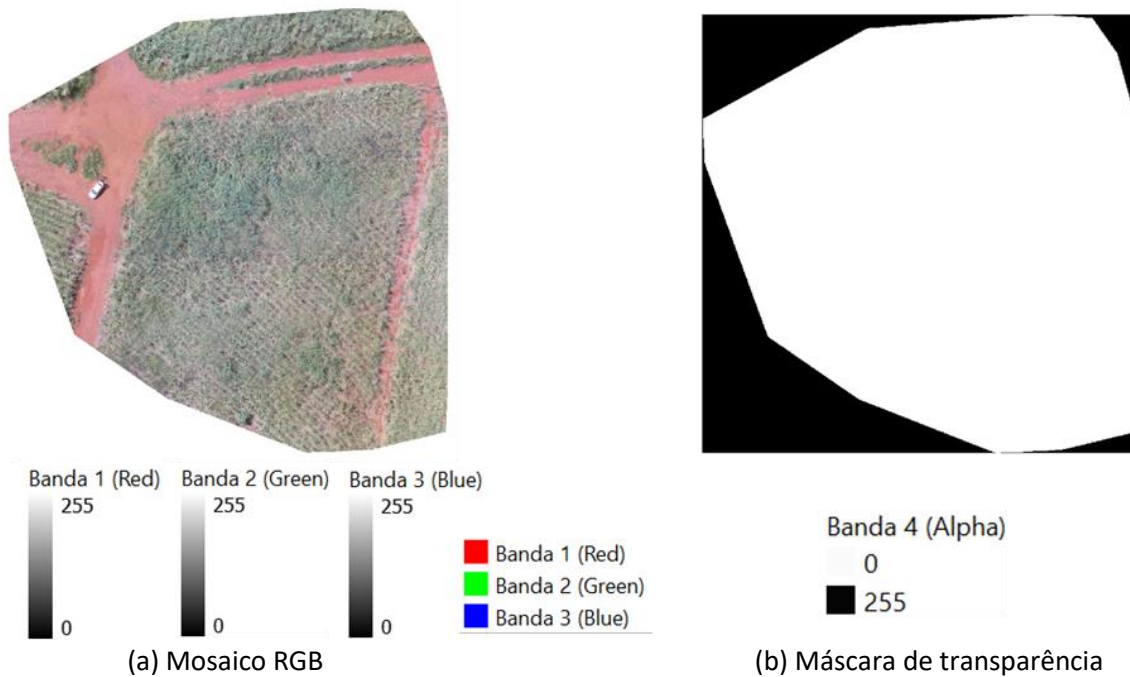 Banda 1 (Red)
255
0
Banda 2 (Green)
255
0
Banda 3 (Blue)
255
0
Banda 1 (Red)
Banda 2 (Green)
Banda 3 (Blue)
(a) Mosaico RGB
Banda 4 (Alpha)
0
255
(b) Máscara de transparência